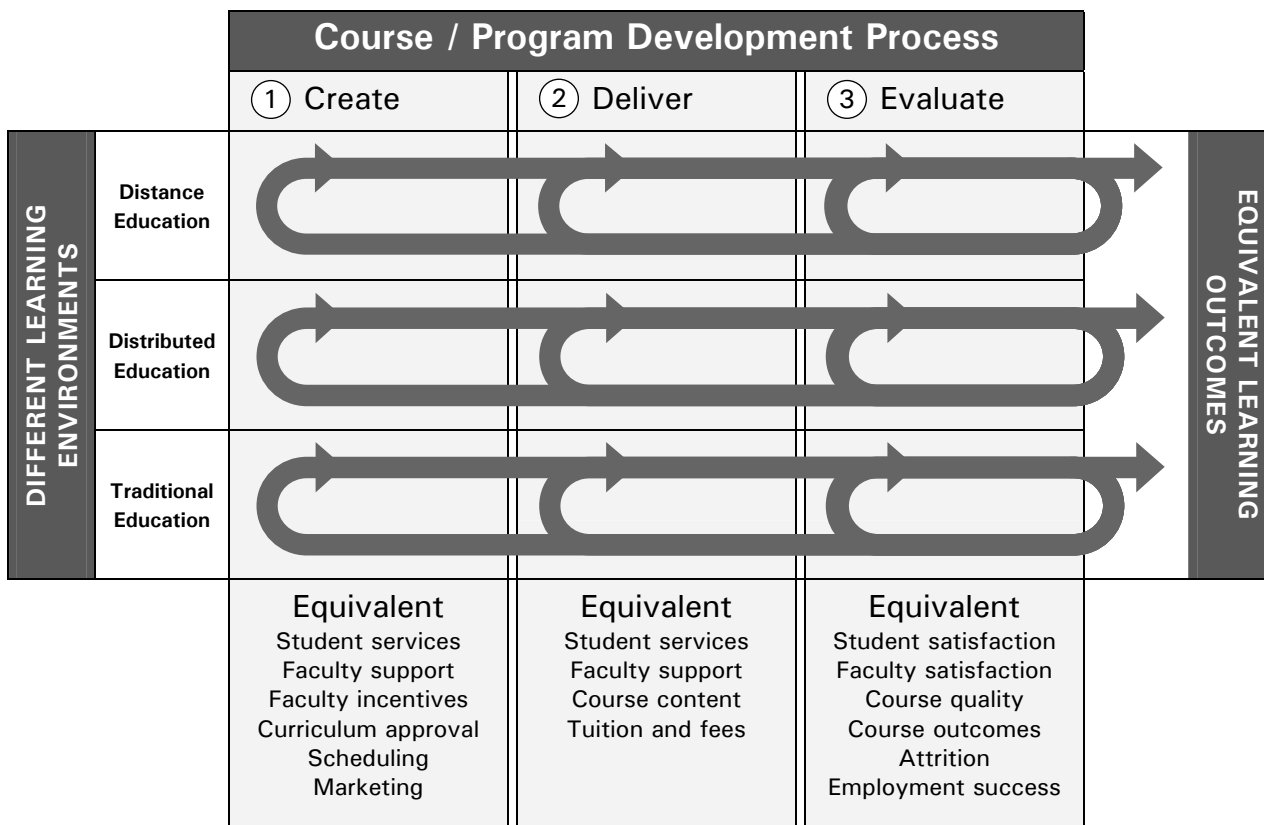 Course / Program Development Process
1 Create
2 Deliver
3 Evaluate
DIFFERENT LEARNING
ENVIRONMENTS
Distance
Education
Distributed
Education
Traditional
Education
EQUIVALENT LEARNING
OUTCOMES
Equivalent
Student services
Faculty support
Faculty incentives
Curriculum approval
Scheduling
Marketing
Equivalent
Student services
Faculty support
Course content
Tuition and fees
Equivalent
Student satisfaction
Faculty satisfaction
Course quality
Course outcomes
Attrition
Employment success